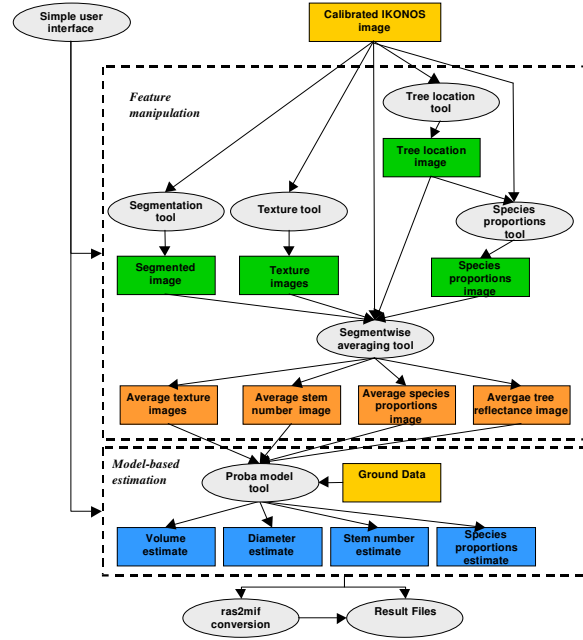 Simple user
interface
Calibrated IKONOS
image
Feature
manipulation
Tree location
tool
Tree location
image
Segmentation
tool
Texture tool
Species
proportions
tool
Segmented
image
Texture
images
Species
proportions
image
Segmentwise
averaging tool
Average texture
images
Average stem
number image
Average species
proportions
image
Avergae tree
reflectance image
Model-based
estimation
Proba model
tool
Ground Data
Volume
estimate
Diameter
estimate
Stem number
estimate
Species
proportions
estimate
ras2mif
conversion
Result Files